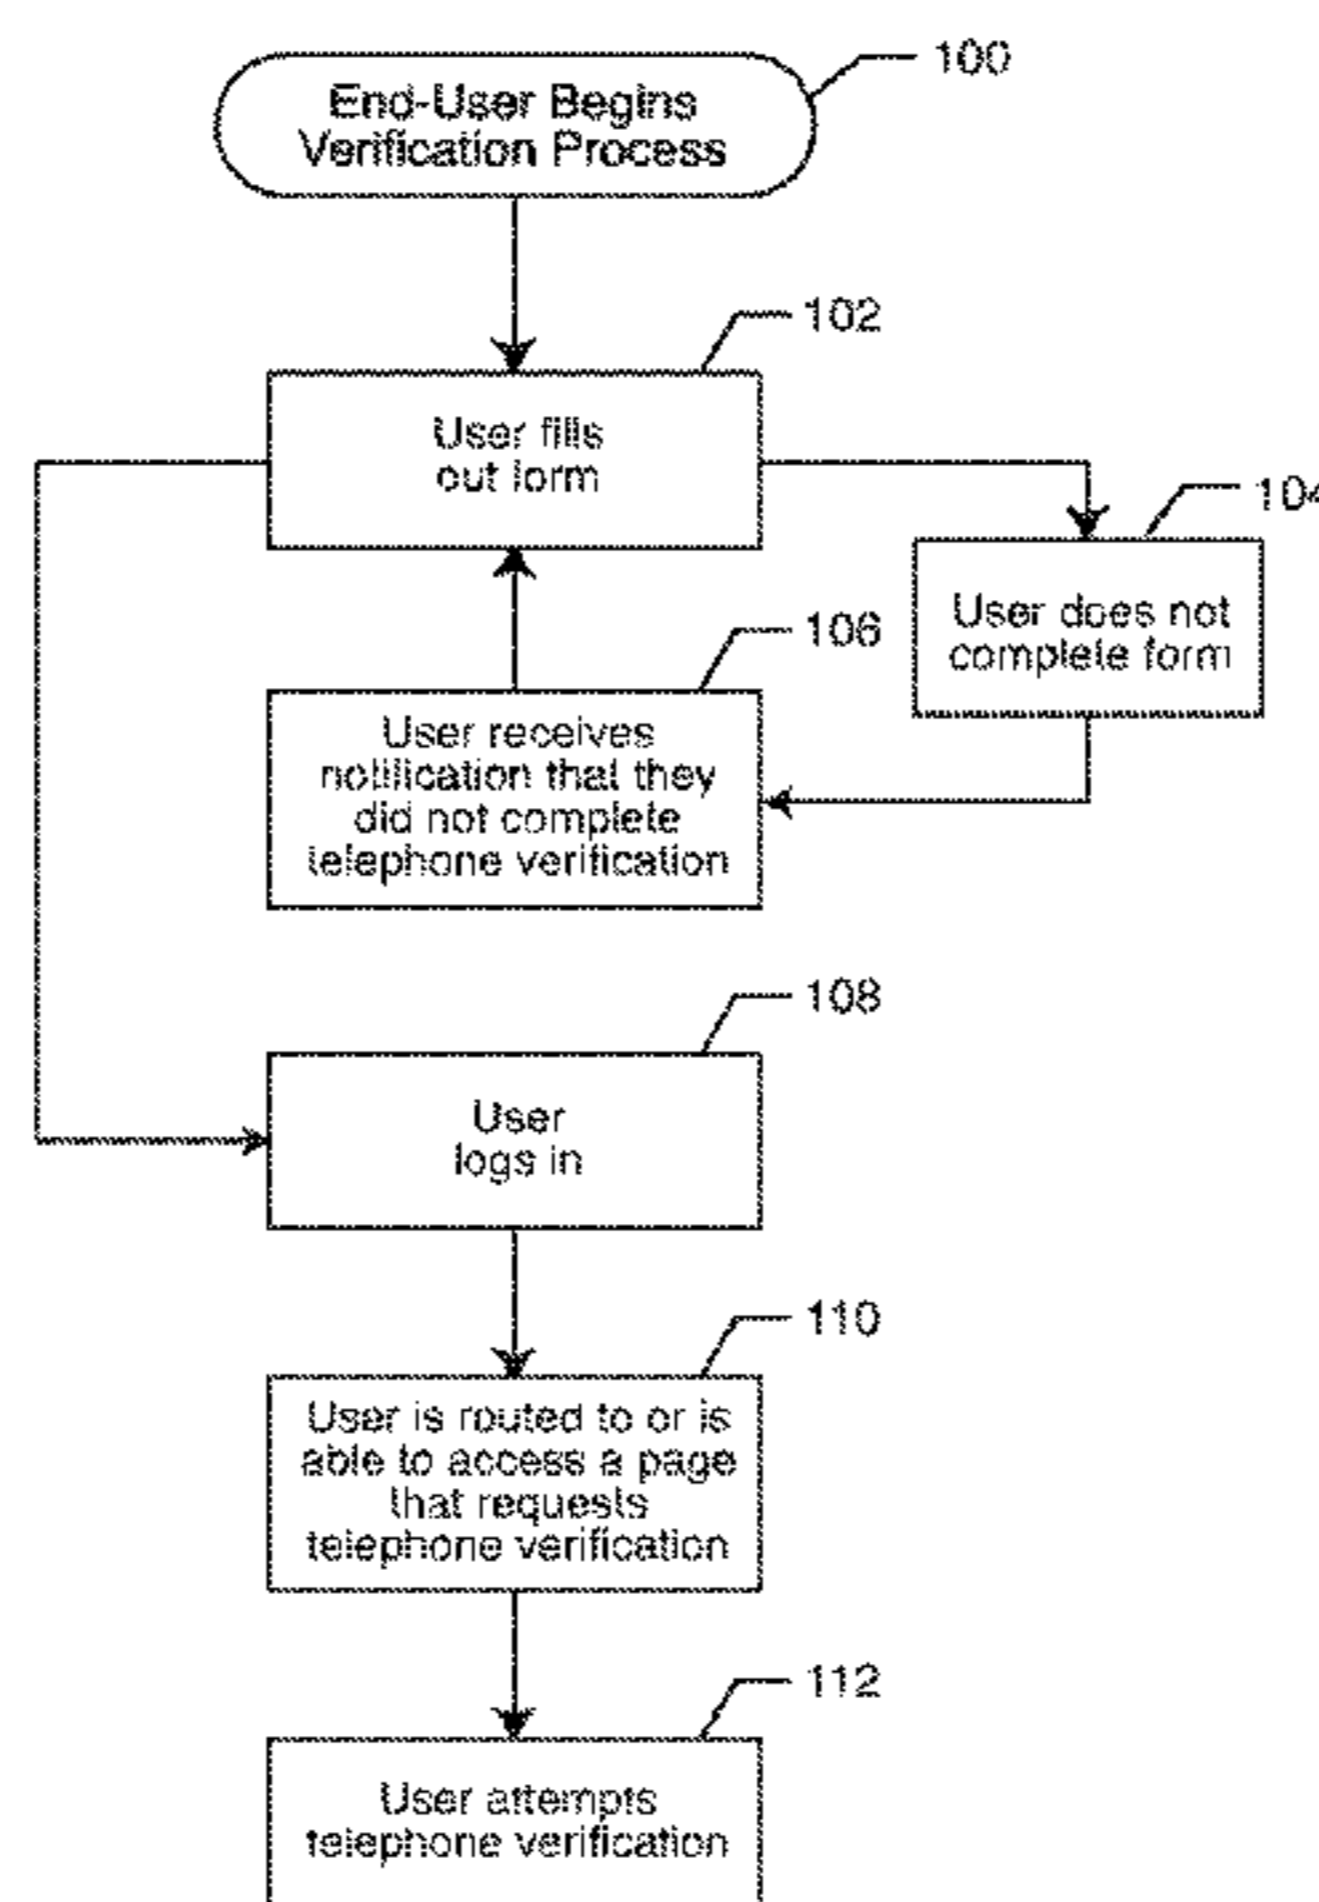 100
End-User Begins
Verification Process
102
User fills
out form
104
User does not
complete form
106
User receives
notification that they
did not complete
telephone verification
108
User
logs in
110
User is routed to or is
able to access a page
that requests
telephone verification
112
User attempts
telephone verification